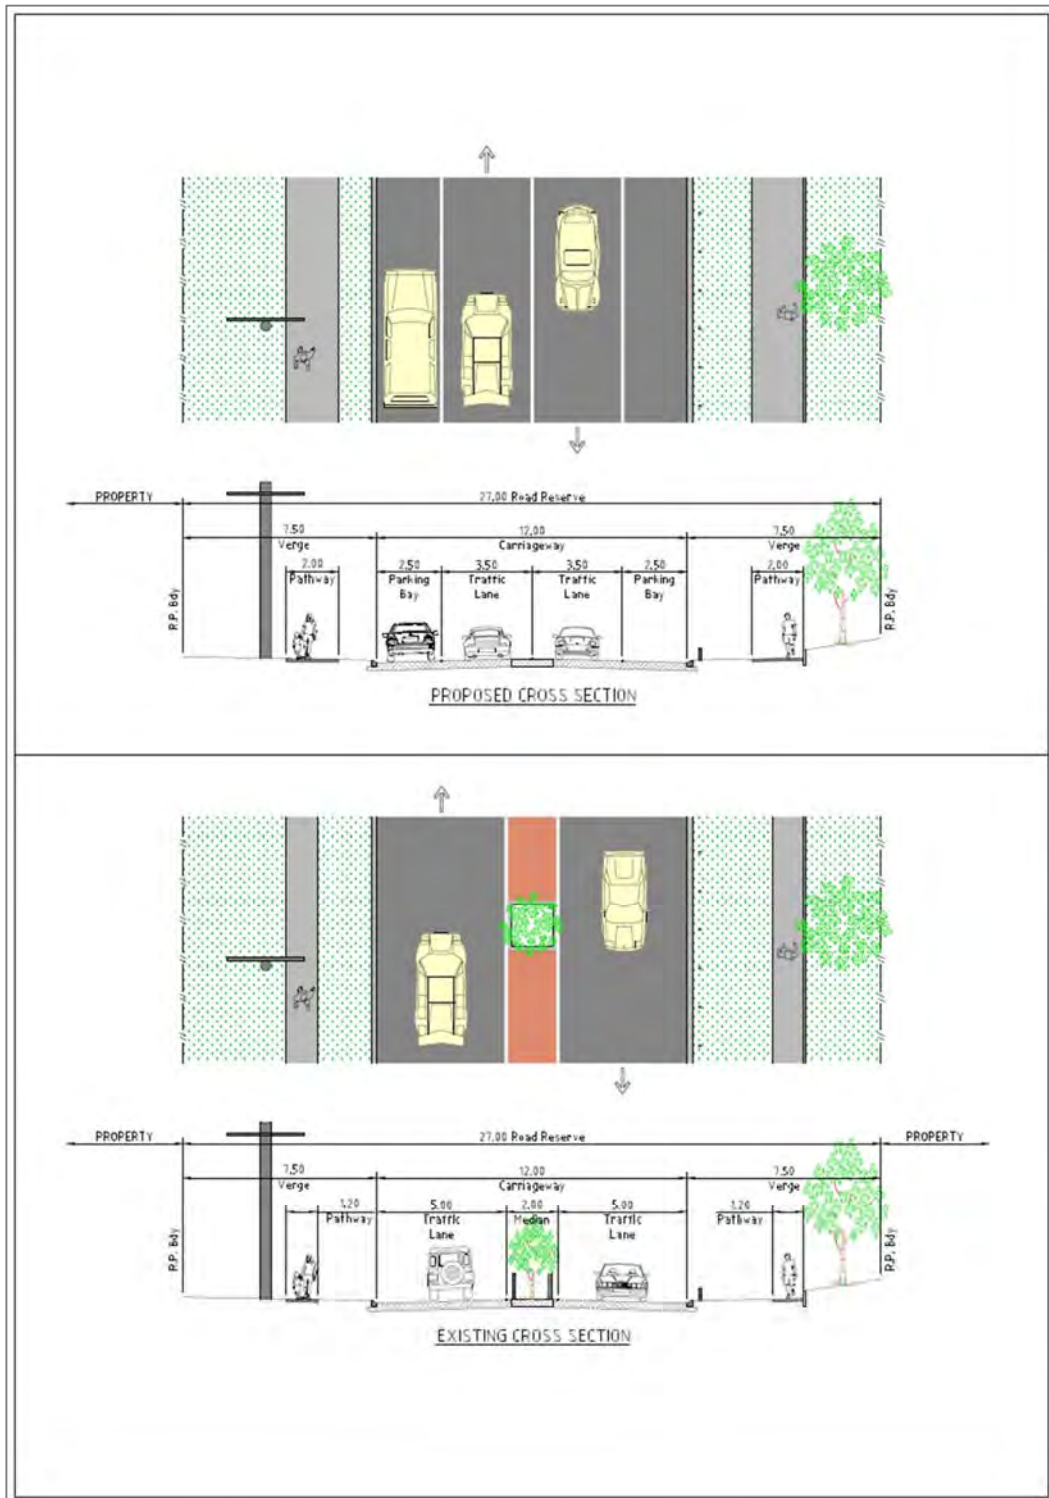 PROPERTY
27.00 Road Reserve
7.50
Verge
12.00
Carriageway
7.50
Verge
2.00
Pathway
2.50
Parking
Bay
3.50
Traffic
Lane
3.50
Traffic
Lane
2.50
Parking
Bay
2.00
Pathway
R.P. Bdy
R.P. Bdy
PROPOSED CROSS SECTION
PROPERTY
27.00 Road Reserve
PROPERTY
7.50
Verge
12.00
Carriageway
7.50
Verge
1.20
Pathway
5.00
Traffic
Lane
2.00
Median
5.00
Traffic
Lane
1.20
Pathway
R.P. Bdy
R.P. Bdy
EXISTING CROSS SECTION